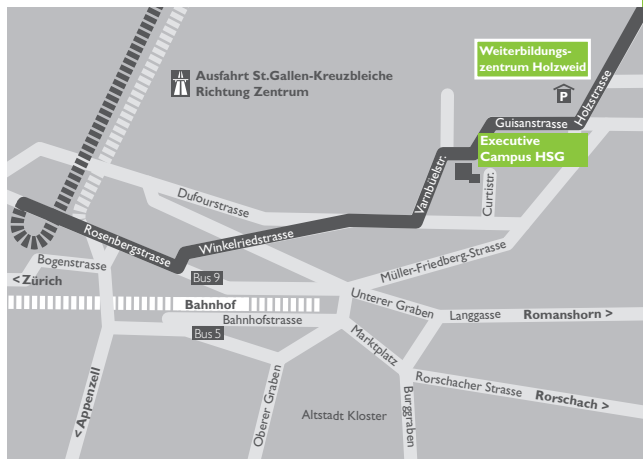 Weiterbildungs-
zentrum Holzweid
Ausfahrt St.Gallen-Kreuzbleiche
Richtung Zentrum
P
Holzstrasse
Guisanstrasse
Executive
Campus HSG
Varnbüelstr.
Curtistr.
Dufourstrasse
Rosenbergstrasse
Winkelriedstrasse
Müller-Friedberg-Strasse
Bogenstrasse
<Zürich
Bus 9
Bahnhof
Unterer Graben
Langgasse
Romanshorn >
Bahnhofstrasse
Bus 5
Marktplatz
Rorschacher Strasse
Rorschach >
< Appenzell
Oberer Graben
Altstadt Kloster
Burggraben